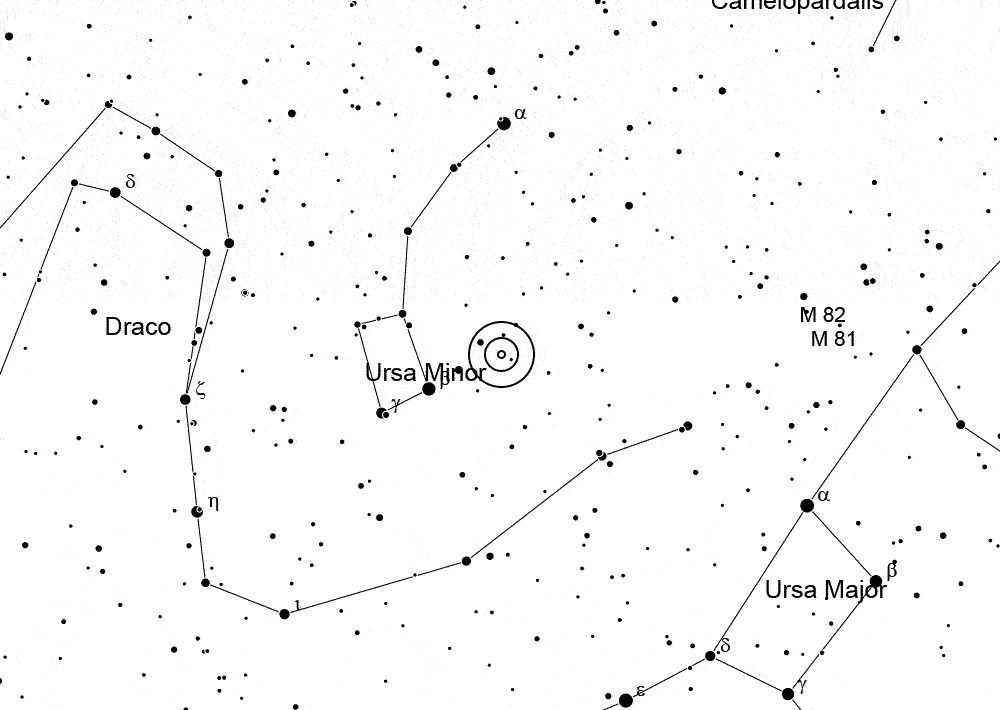 Camelopardalis
α
δ
M 82
Draco
M 81
Ursa Minor
β
ζ
γ
α
η
β
Ursa Major
ι
δ
γ
ε